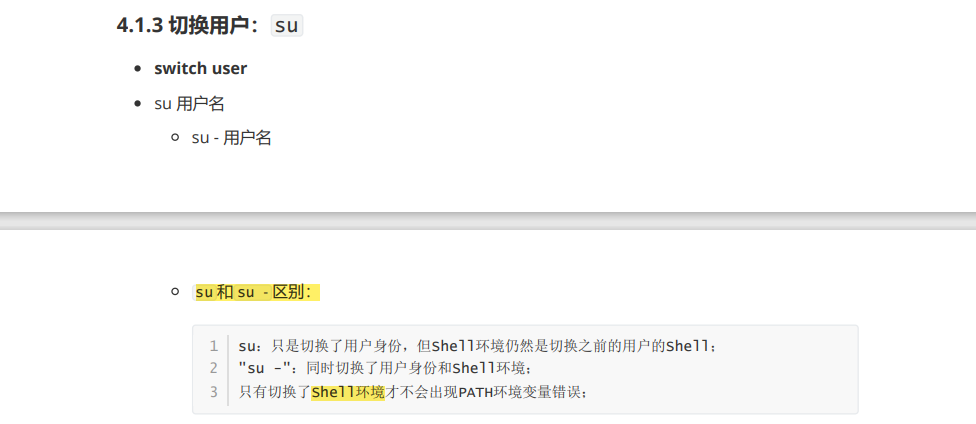 4.1.3 切换用户： su
switch user
su 用户名
su - 用户名
su 和 su - 区别：
1 su：只是切换了用户身份，但Shell环境仍然是切换之前的用户的Shell；
2 "su -"：同时切换了用户身份和Shell环境；
3 只有切换了Shell环境才不会出现PATH环境变量错误；